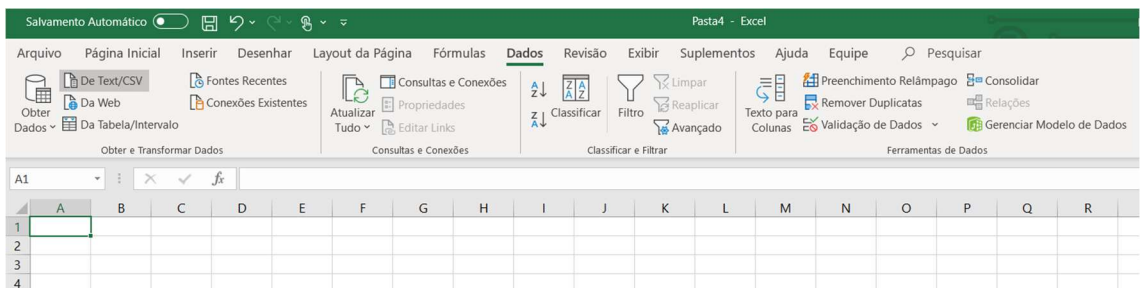 Salvamento Automático Pasta4 - Excel
Arquivo Página Inicial Inserir Desenhar Layout da Página Fórmulas Dados Revisão Exibir Suplementos Ajuda Equipe Pesquisar
Obter Dados
De Text/CSV
Da Web
Da Tabela/Intervalo
Fontes Recentes
Conexões Existentes
Obter e Transformar Dados
Atualizar
Tudo
Consultas e Conexões
Propriedades
Editar Links
Consultas e Conexões
Classificar
Filtro
Limpar
Reaplicar
Avançado
Classificar e Filtrar
Texto para
Colunas
Preenchimento Relâmpago
Remover Duplicatas
Validação de Dados
Consolidar
Relações
Gerenciar Modelo de Dados
Ferramentas de Dados
A1 fx
A B C D E F G H I J K L M N O P Q R
1
2
3
4